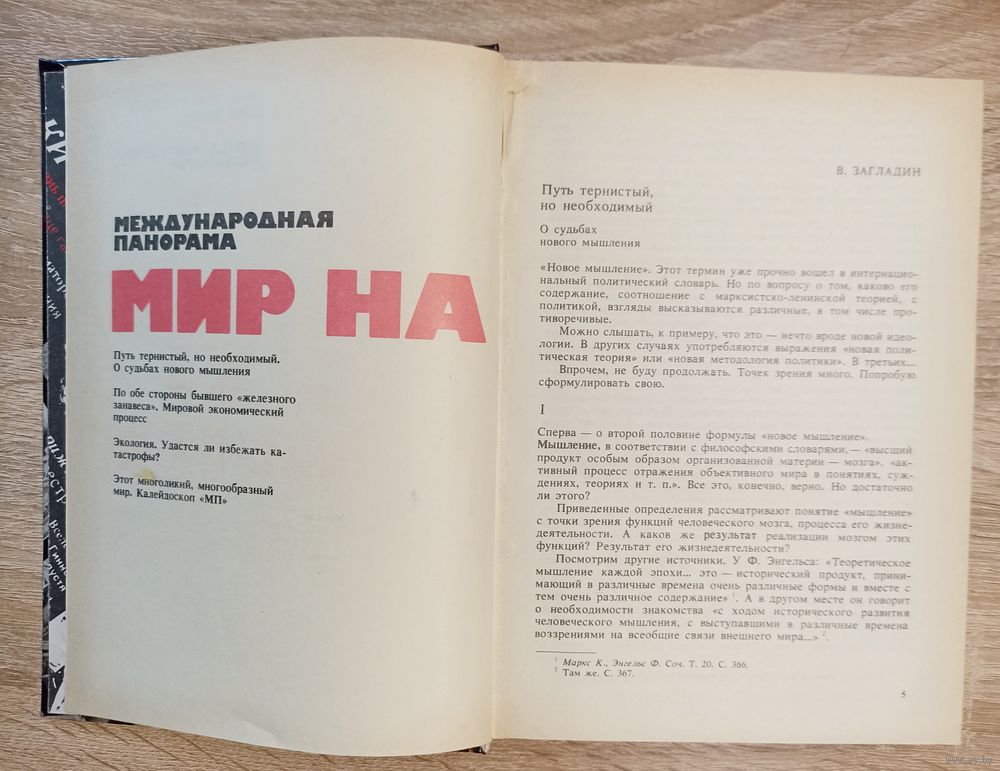 МЕЖДУНАРОДНАЯ
ПАНОРАМА
МИР НА
Путь тернистый, но необходимый.
О судьбах нового мышления
По обе стороны бывшего «железного
занавеса». Мировой экономический
процесс
Экология. Удастся ли избежать ка-
тастрофы?
Этот многоликий, многообразный
мир. Калейдоскоп «МП»
В. ЗАГЛАДИН
Путь тернистый,
но необходимый
О судьбах
нового мышления
«Новое мышление». Этот термин уже прочно вошел в интернацио-
нальный политический словарь. Но по вопросу о том, каково его
содержание, соотношение с марксистско-ленинской теорией, с
политикой, взгляды высказываются различные, в том числе про-
тиворечивые.
Можно слышать, к примеру, что это — нечто вроде новой идео-
логии. В других случаях употребляются выражения «новая поли-
тическая теория» или «новая методология политики». В третьих...
Впрочем, не буду продолжать. Точек зрения много. Попробую
сформулировать свою.
I
Сперва — о второй половине формулы «новое мышление».
Мышление, в соответствии с философскими словарями, — «высший
продукт особым образом организованной материи — мозга», «ак-
тивный процесс отражения объективного мира в понятиях, суж-
дениях, теориях и т. п.». Все это, конечно, верно. Но достаточно
ли этого?
Приведенные определения рассматривают понятие «мышление»
с точки зрения функций человеческого мозга, процесса его жизне-
деятельности. А каков же результат реализации мозгом этих
функций? Результат его жизнедеятельности?
Посмотрим другие источники. У Ф. Энгельса: «Теоретическое
мышление каждой эпохи... это — исторический продукт, прини-
мающий в различные времена очень различные формы и вместе с
тем очень различное содержание» 1. А в другом месте он говорит
о необходимости знакомства «с ходом исторического развития
человеческого мышления, с выступавшими в различные времена
воззрениями на всеобщие связи внешнего мира...» 2.
1 Маркс К., Энгельс Ф. Соч. Т. 20. С. 366.
2 Там же. С. 367.
5
www.ay.by